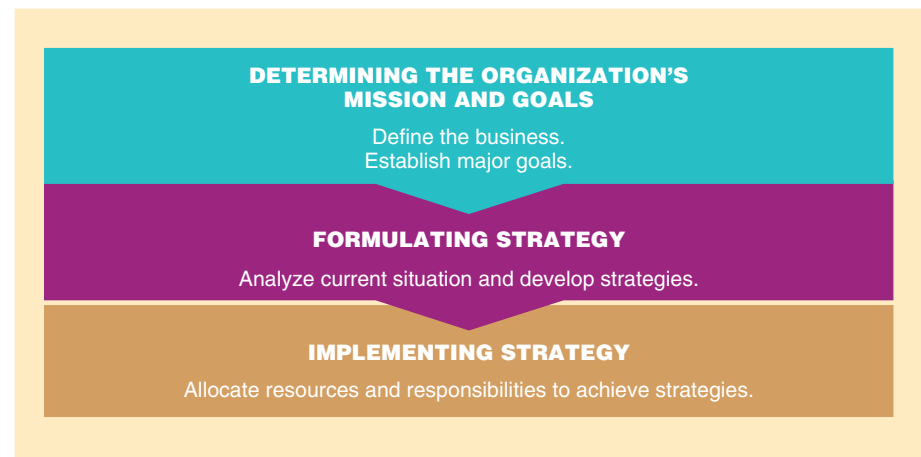 DETERMINING THE ORGANIZATION’S
MISSION AND GOALS
Define the business.
Establish major goals.
FORMULATING STRATEGY
Analyze current situation and develop strategies.
IMPLEMENTING STRATEGY
Allocate resources and responsibilities to achieve strategies.